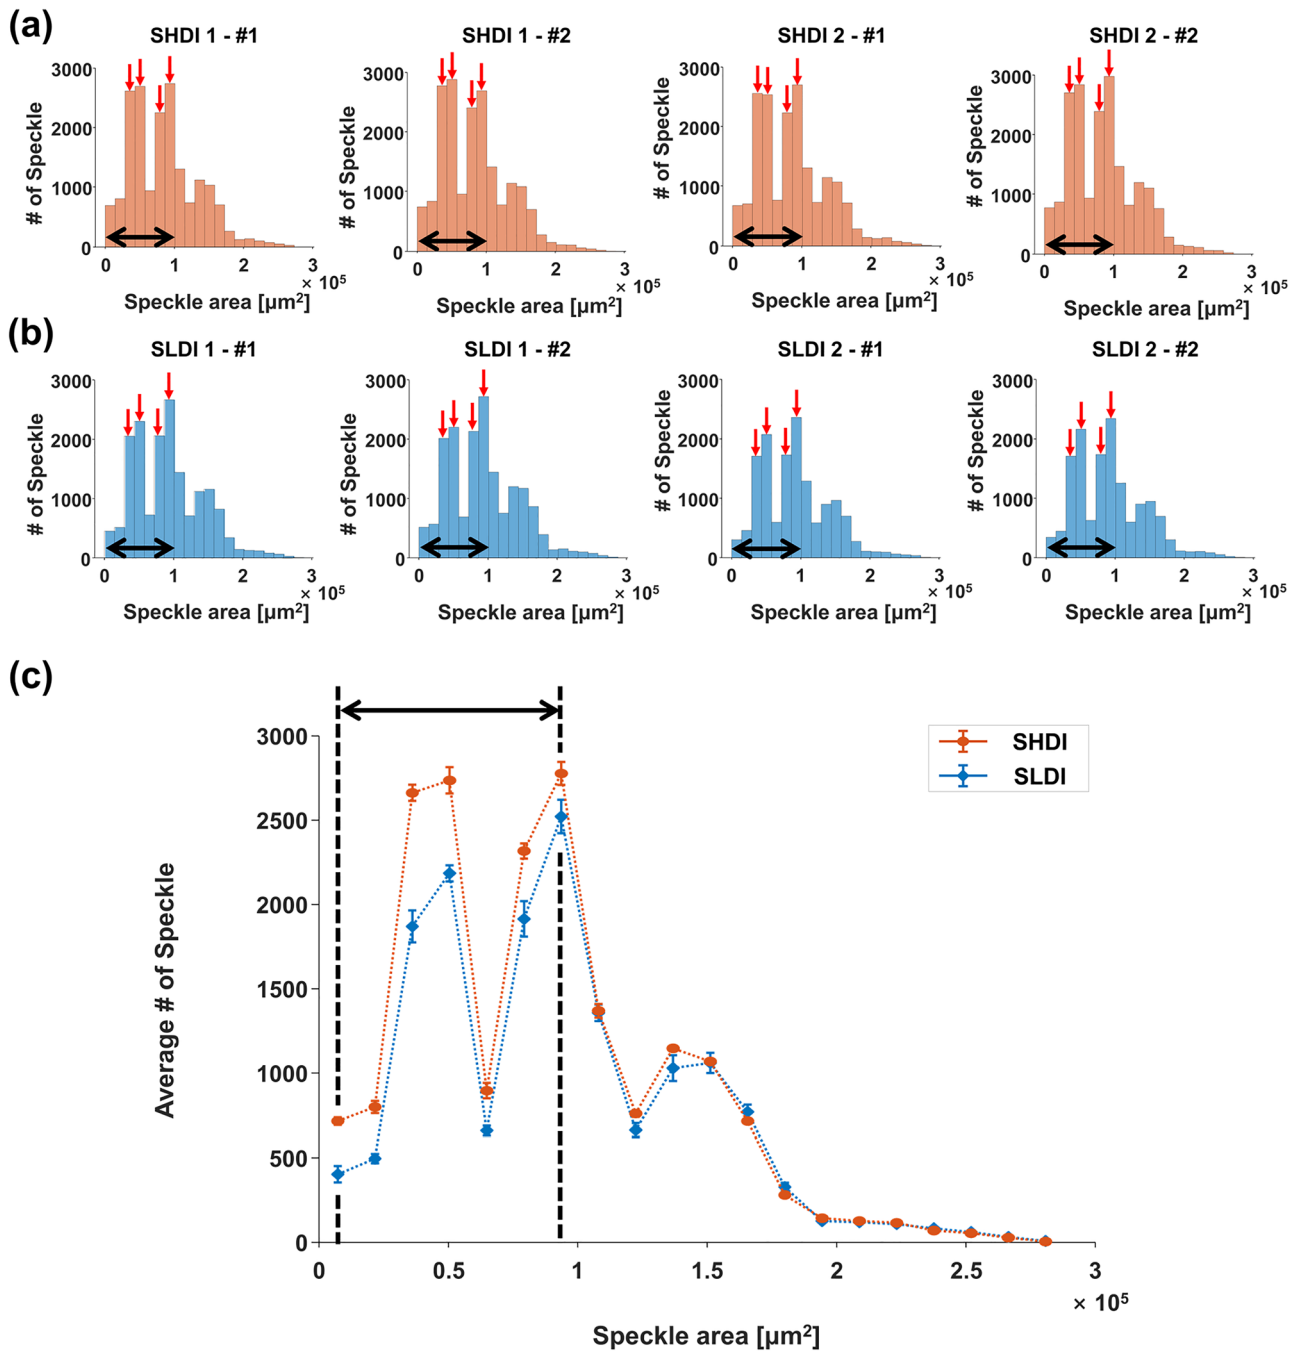 (a)
SHDI 1 - #1
SHDI 1 - #2
SHDI 2 - #1
SHDI 2 - #2
# of Speckle
3000
2000
1000
0
0
1
2
3
× 10⁵
Speckle area [µm²]
# of Speckle
3000
2000
1000
0
0
1
2
3
× 10⁵
Speckle area [µm²]
# of Speckle
3000
2000
1000
0
0
1
2
3
× 10⁵
Speckle area [µm²]
# of Speckle
3000
2000
1000
0
0
1
2
3
× 10⁵
Speckle area [µm²]
(b)
SLDI 1 - #1
SLDI 1 - #2
SLDI 2 - #1
SLDI 2 - #2
# of Speckle
3000
2000
1000
0
0
1
2
3
× 10⁵
Speckle area [µm²]
# of Speckle
3000
2000
1000
0
0
1
2
3
× 10⁵
Speckle area [µm²]
# of Speckle
3000
2000
1000
0
0
1
2
3
× 10⁵
Speckle area [µm²]
# of Speckle
3000
2000
1000
0
0
1
2
3
× 10⁵
Speckle area [µm²]
(c)
SHDI
SLDI
Average # of Speckle
3000
2500
2000
1500
1000
500
0
0
0.5
1
1.5
2
2.5
3
× 10⁵
Speckle area [µm²]